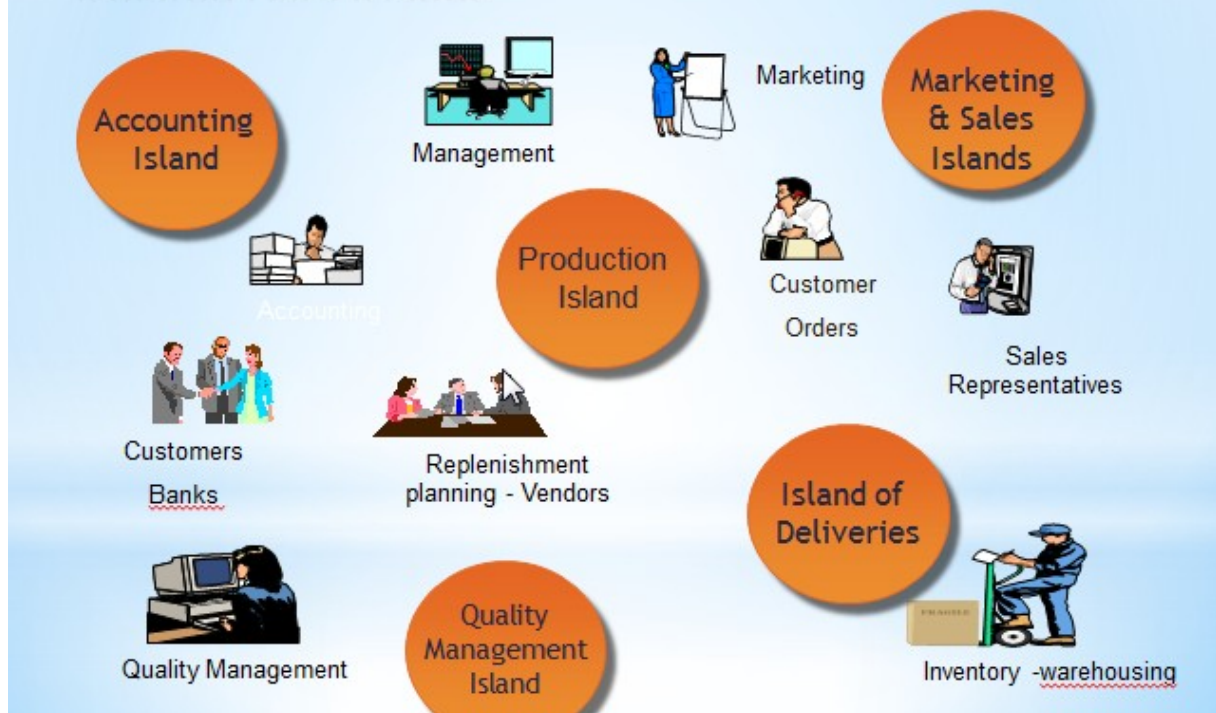 Accounting
Island
Management
Marketing
Marketing
& Sales
Islands
Production
Island
Accounting
Customer
Orders
Sales
Representatives
Customers
Banks
Replenishment
planning - Vendors
Island of
Deliveries
Quality Management
Quality
Management
Island
Inventory -warehousing